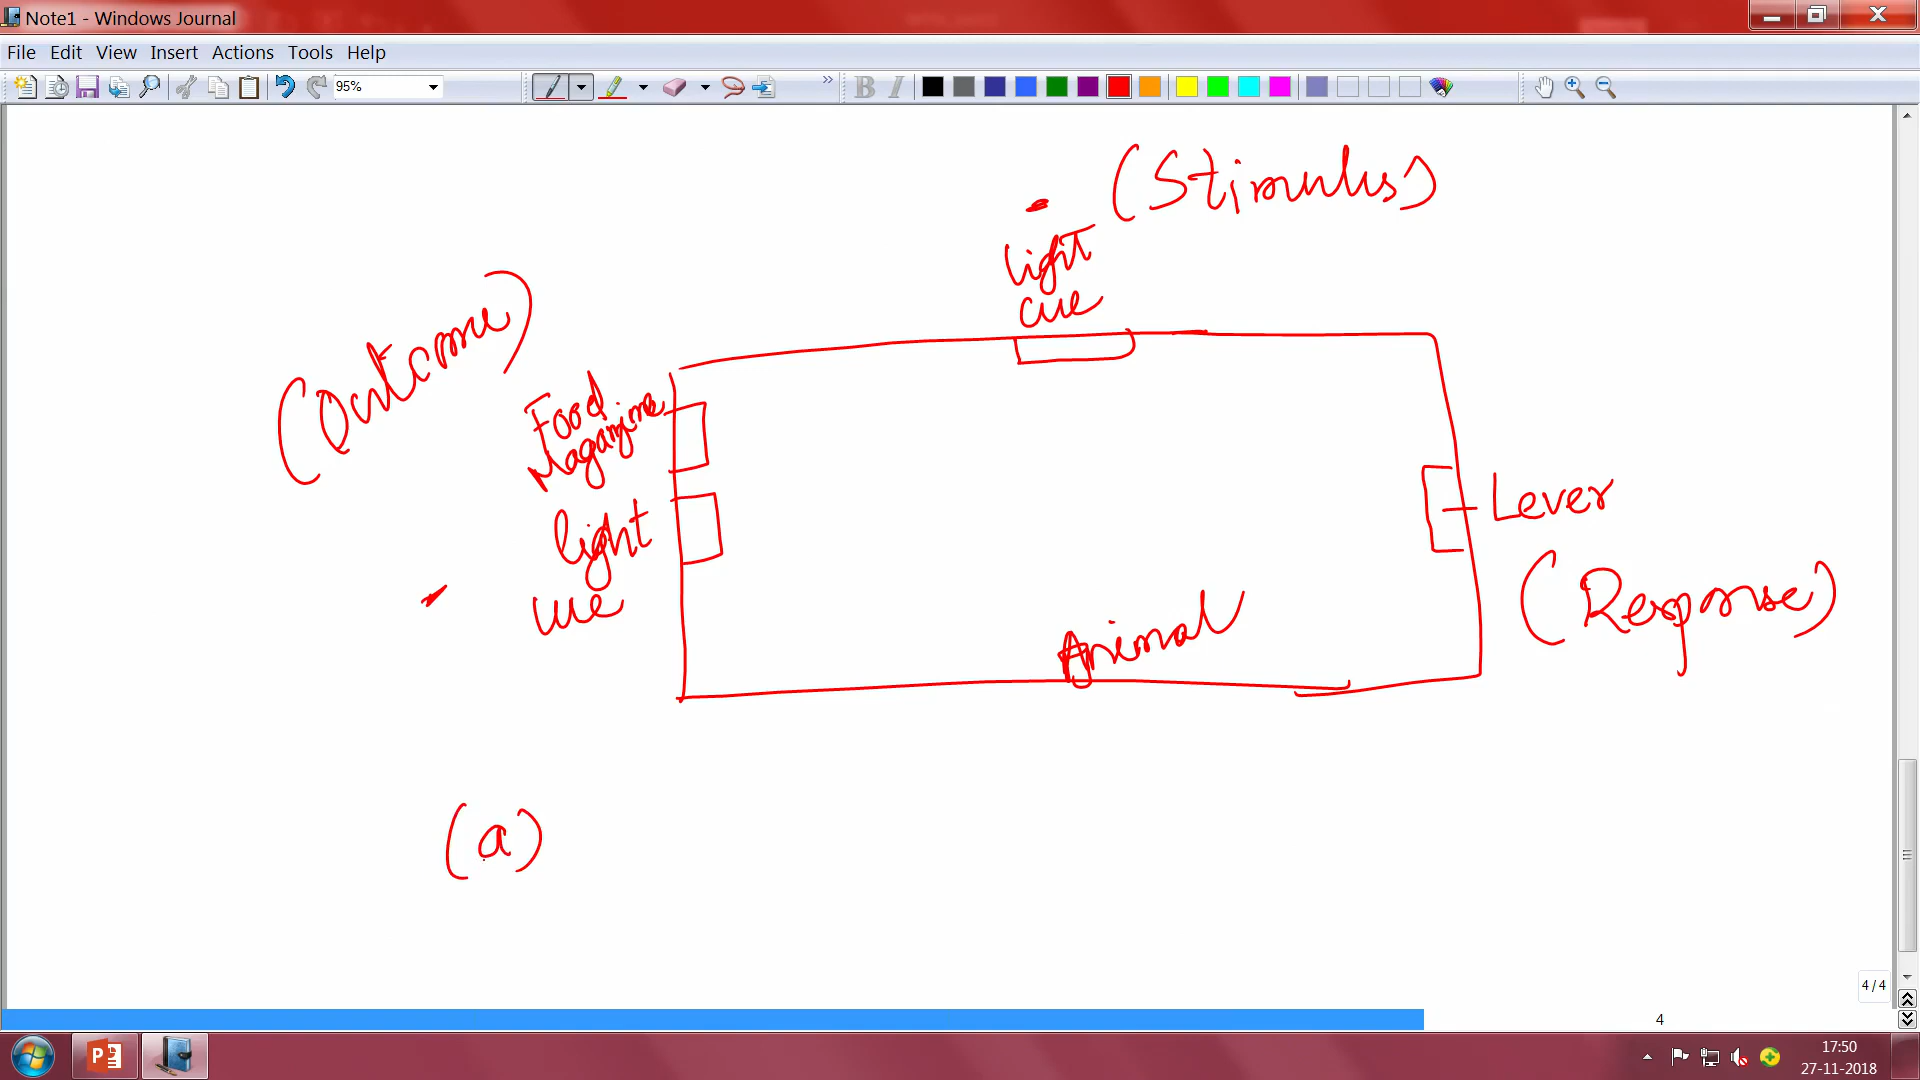 Note1 - Windows Journal
File Edit View Insert Actions Tools Help
95%
B I
(Stimulus)
light
cue
(Outcome)
Food
Magazine
light
cue
Lever
(Response)
Animal
(a)
4 / 4
4
17:50
27-11-2018